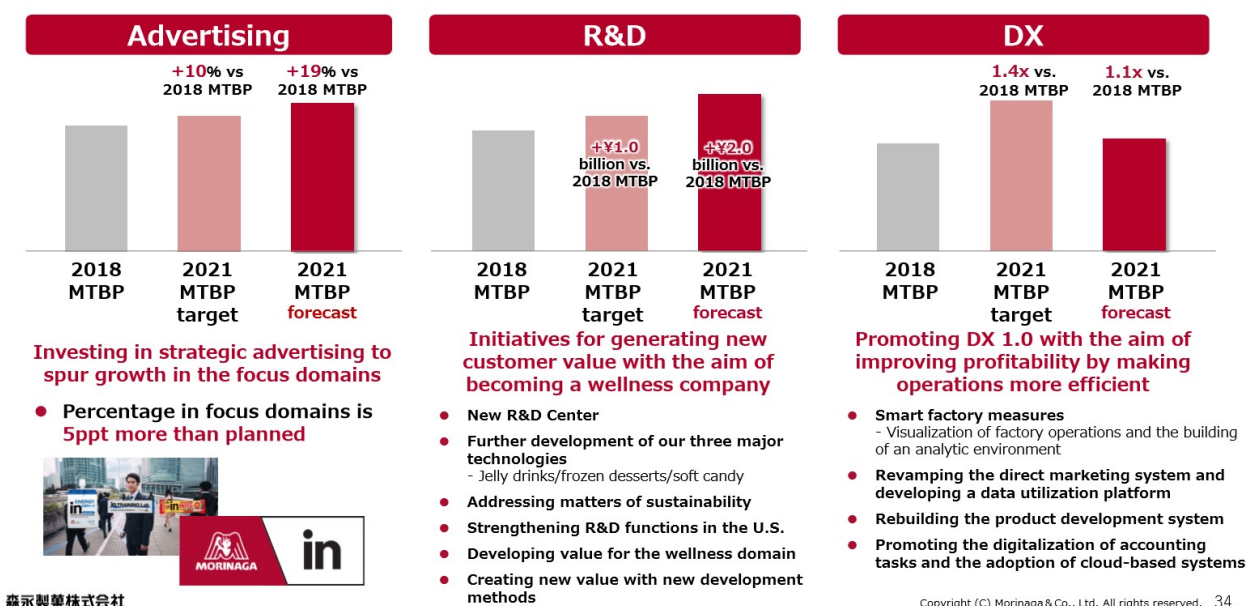 Advertising
+10% vs
2018 MTBP
+19% vs
2018 MTBP
2018
MTBP
2021
MTBP
target
2021
MTBP
forecast
Investing in strategic advertising to
spur growth in the focus domains
● Percentage in focus domains is
5ppt more than planned
in
in
MORINAGA
in
R&D
+¥1.0
billion vs.
2018 MTBP
+¥2.0
billion vs.
2018 MTBP
2018
MTBP
2021
MTBP
target
2021
MTBP
forecast
Initiatives for generating new
customer value with the aim of
becoming a wellness company
● New R&D Center
● Further development of our three major
technologies
- Jelly drinks/frozen desserts/soft candy
● Addressing matters of sustainability
● Strengthening R&D functions in the U.S.
● Developing value for the wellness domain
● Creating new value with new development
methods
DX
1.4x vs.
2018 MTBP
1.1x vs.
2018 MTBP
2018
MTBP
2021
MTBP
target
2021
MTBP
forecast
Promoting DX 1.0 with the aim of
improving profitability by making
operations more efficient
● Smart factory measures
- Visualization of factory operations and the building
of an analytic environment
● Revamping the direct marketing system and
developing a data utilization platform
● Rebuilding the product development system
● Promoting the digitalization of accounting
tasks and the adoption of cloud-based systems
森永製菓株式会社
Copyright (C) Morinaga & Co., Ltd. All rights reserved. 34